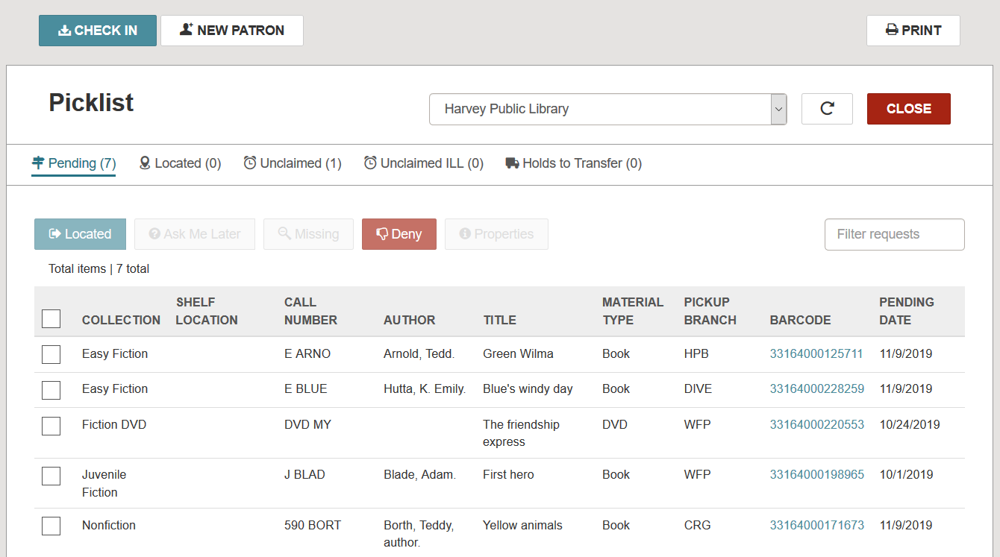 CHECK IN NEW PATRON PRINT
Picklist Harvey Public Library CLOSE
Pending (7) Located (0) Unclaimed (1) Unclaimed ILL (0) Holds to Transfer (0)
Located Ask Me Later Missing Deny Properties Filter requests
Total items | 7 total
COLLECTION SHELF LOCATION CALL NUMBER AUTHOR TITLE MATERIAL TYPE PICKUP BRANCH BARCODE PENDING DATE
Easy Fiction E ARNO Arnold, Tedd. Green Wilma Book HPB 33164000125711 11/9/2019
Easy Fiction E BLUE Hutta, K. Emily. Blue's windy day Book DIVE 33164000228259 11/9/2019
Fiction DVD DVD MY The friendship express DVD WFP 33164000220553 10/24/2019
Juvenile Fiction J BLAD Blade, Adam. First hero Book WFP 33164000198965 10/1/2019
Nonfiction 590 BORT Borth, Teddy, author. Yellow animals Book CRG 33164000171673 11/9/2019